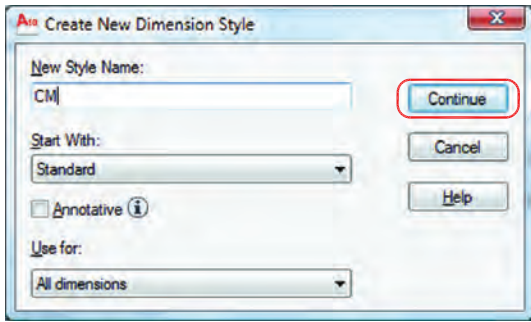 Create New Dimension Style
New Style Name:
CM
Continue
Start With:
Cancel
Standard
Help
Annotative
Use for:
All dimensions